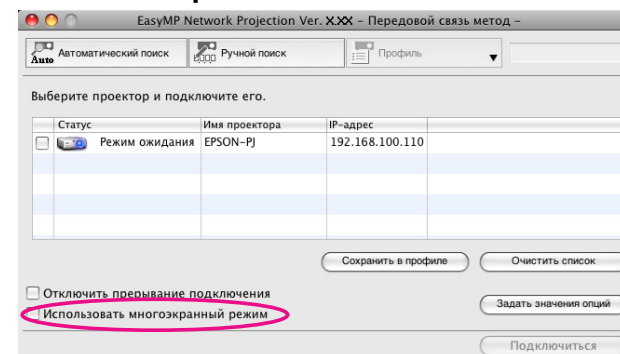 EasyMP Network Projection Ver. X.XX – Передовой связь метод –
Auto Автоматический поиск Ручной поиск Профиль
Выберите проектор и подключите его.
Статус Имя проектора IP-адрес
Режим ожидания EPSON-PJ 192.168.100.110
Сохранить в профиле Очистить список
Отключить прерывание подключения
Задать значения опций
Использовать многоэкранный режим
Подключиться